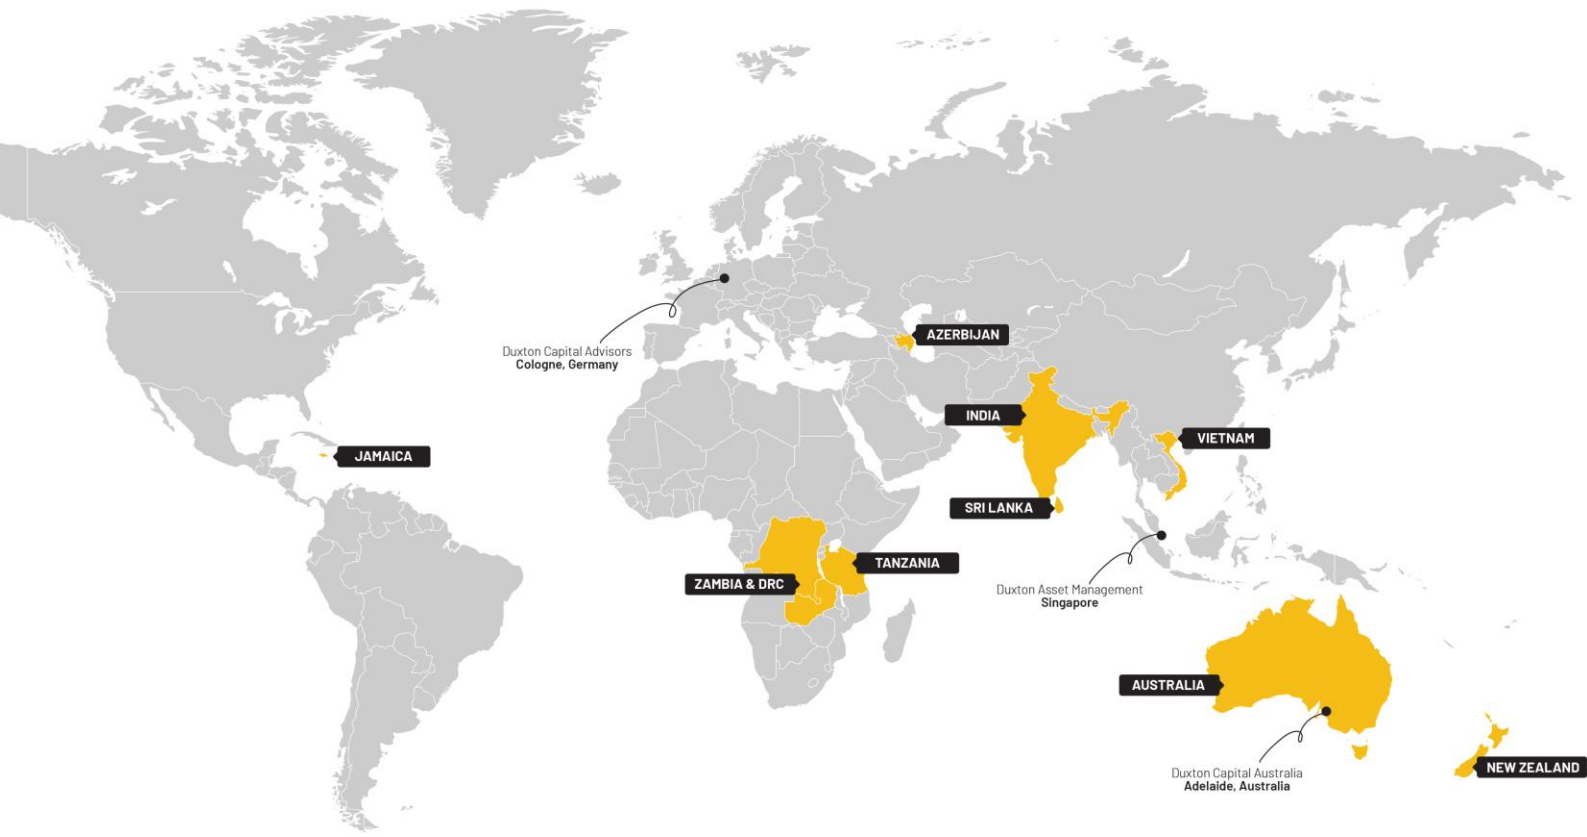 AZERBIJAN
Duxton Capital Advisors
Cologne, Germany
INDIA
VIETNAM
JAMAICA
SRI LANKA
TANZANIA
ZAMBIA & DRC
Duxton Asset Management
Singapore
AUSTRALIA
NEW ZEALAND
Duxton Capital Australia
Adelaide, Australia